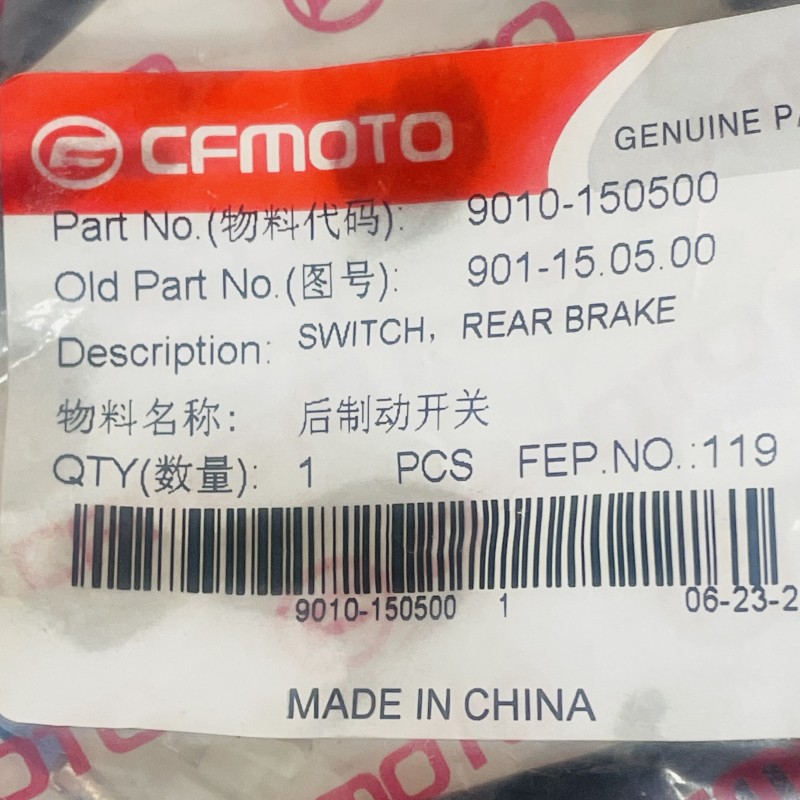 CFMOTO
GENUINE PA
Part No.(物料代码): 9010-150500
Old Part No.(图号): 901-15.05.00
Description: SWITCH, REAR BRAKE
物料名称: 后制动开关
QTY(数量): 1 PCS FEP.NO.:119
9010-150500 1 06-23-2
MADE IN CHINA